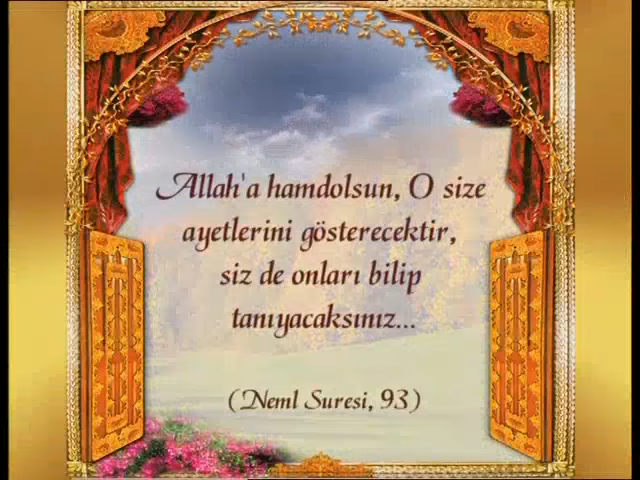 Allah'a hamdolsun, O size
ayetlerini gösterecektir,
siz de onları bilip
tanıyacaksınız...
(Neml Suresi, 93)